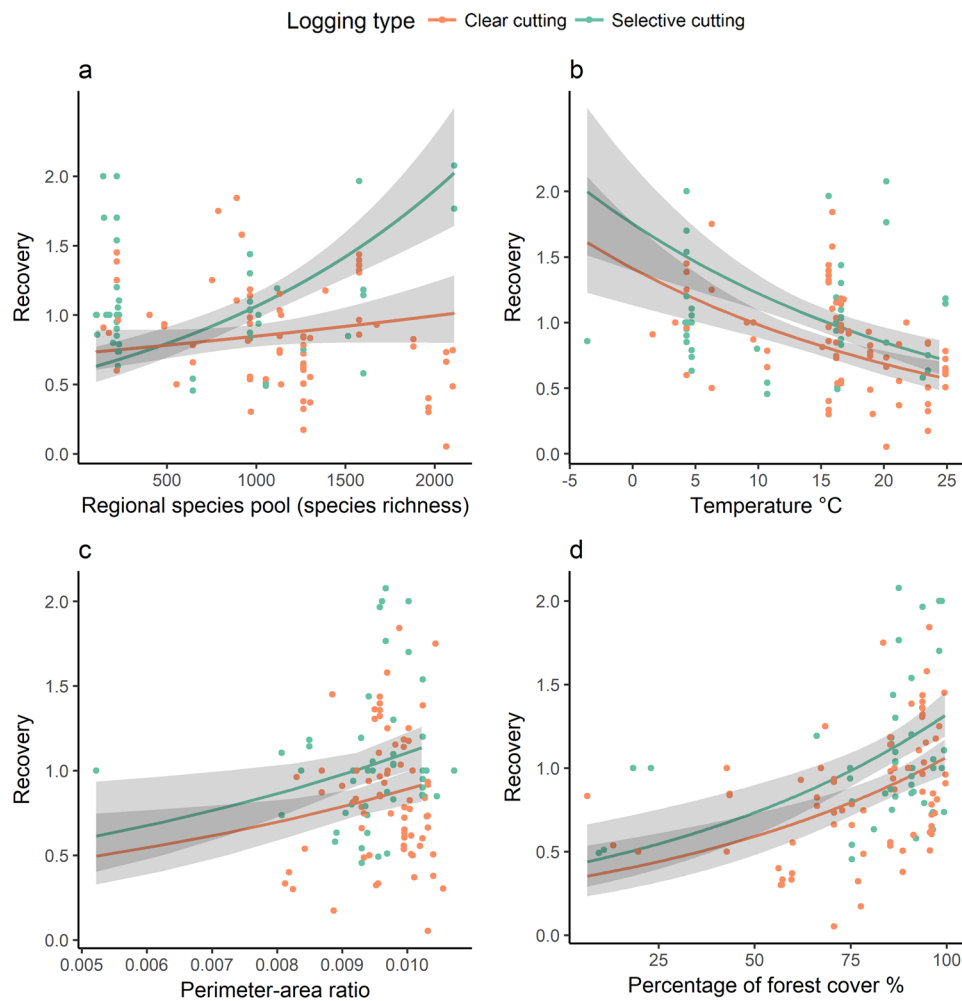 Logging type Clear cutting Selective cutting
a
Recovery
2.0
1.5
1.0
0.5
0.0
500 1000 1500 2000
Regional species pool (species richness)
b
Recovery
2.0
1.5
1.0
0.5
0.0
-5 0 5 10 15 20 25
Temperature °C
c
Recovery
2.0
1.5
1.0
0.5
0.0
0.005 0.006 0.007 0.008 0.009 0.010
Perimeter-area ratio
d
Recovery
2.0
1.5
1.0
0.5
0.0
25 50 75 100
Percentage of forest cover %